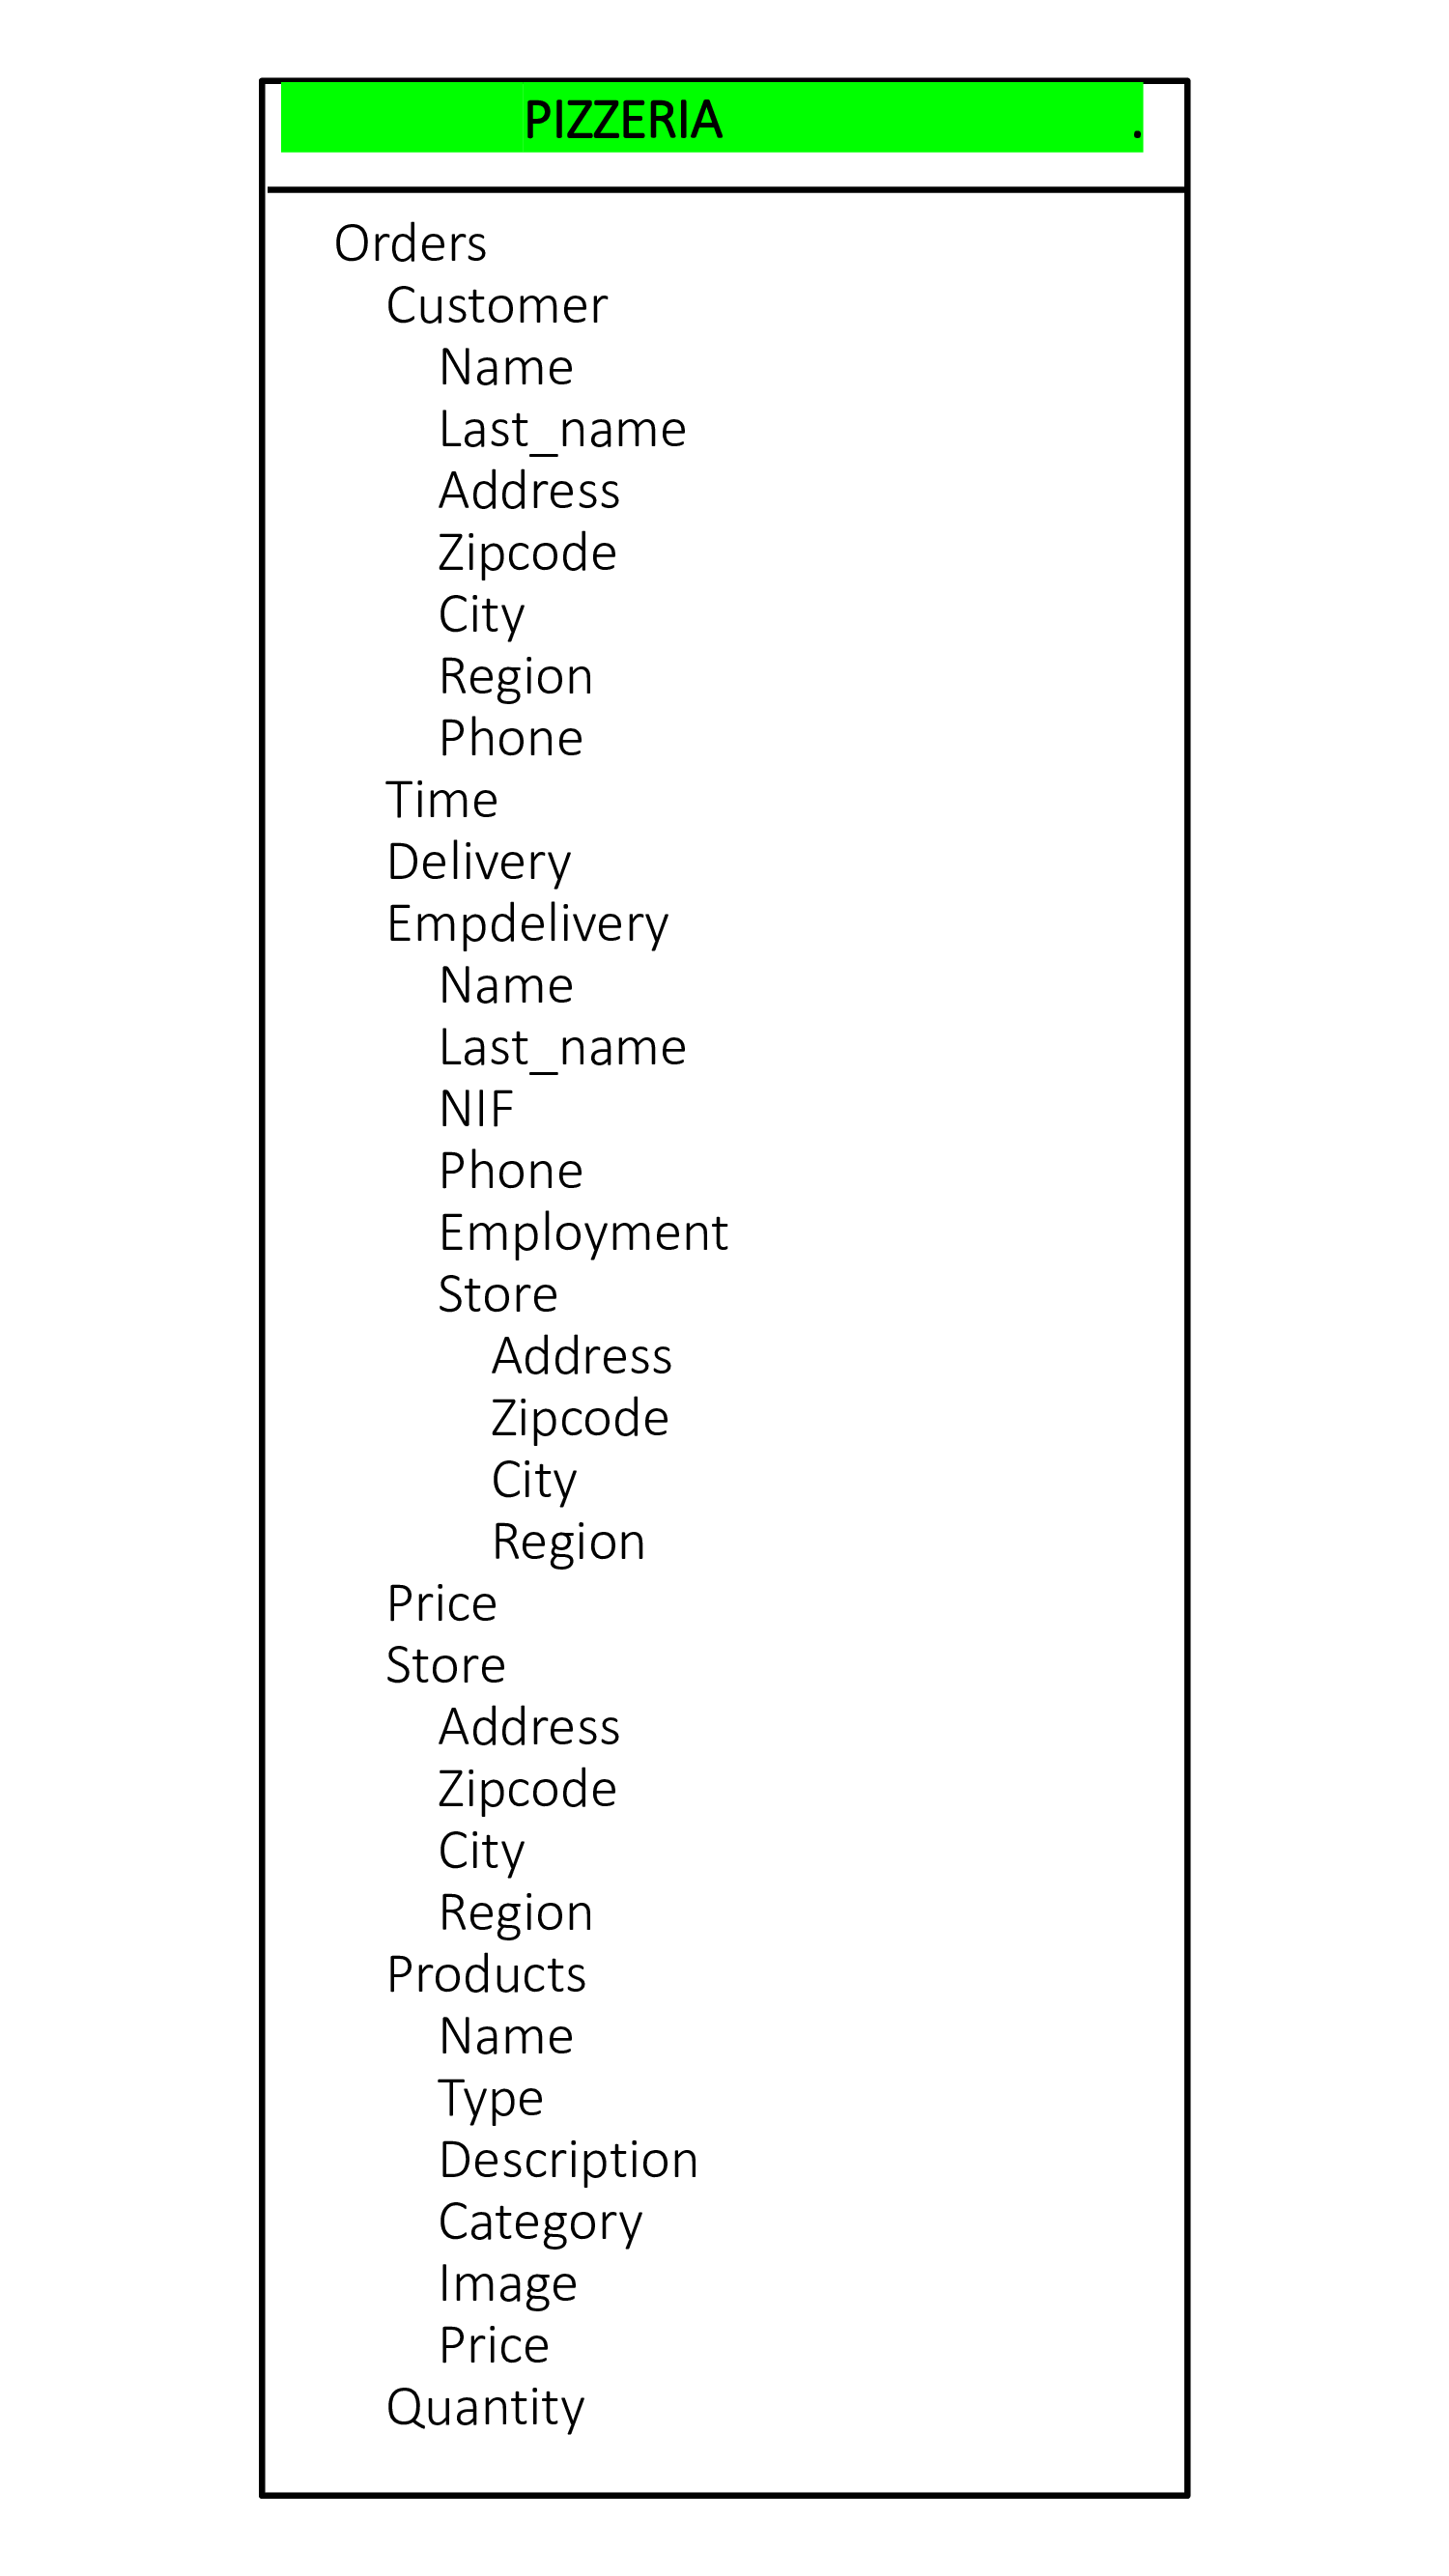 PIZZERIA .
Orders
Customer
Name
Last_name
Address
Zipcode
City
Region
Phone
Time
Delivery
Empdelivery
Name
Last_name
NIF
Phone
Employment
Store
Address
Zipcode
City
Region
Price
Store
Address
Zipcode
City
Region
Products
Name
Type
Description
Category
Image
Price
Quantity